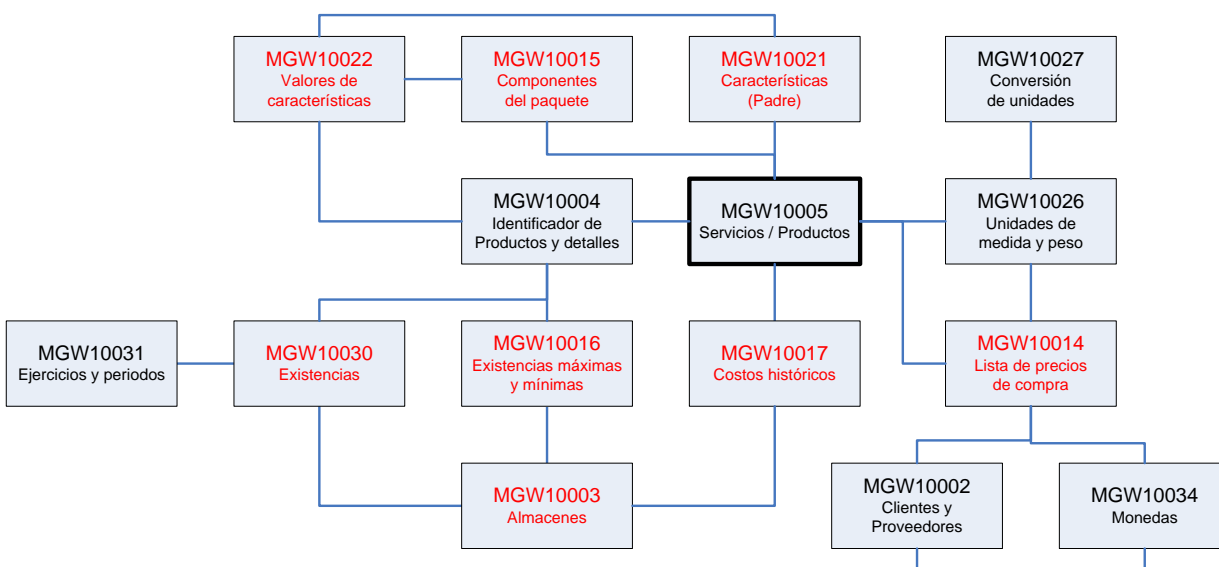 MGW10022
Valores de
características
MGW10015
Componentes
del paquete
MGW10021
Características
(Padre)
MGW10027
Conversión
de unidades
MGW10004
Identificador de
Productos y detalles
MGW10005
Servicios / Productos
MGW10026
Unidades de
medida y peso
MGW10031
Ejercicios y periodos
MGW10030
Existencias
MGW10016
Existencias máximas
y mínimas
MGW10017
Costos históricos
MGW10014
Lista de precios
de compra
MGW10003
Almacenes
MGW10002
Clientes y
Proveedores
MGW10034
Monedas